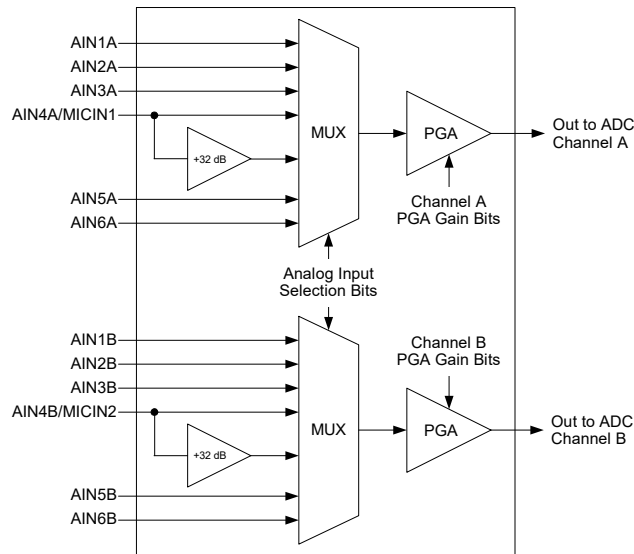 AIN1A
AIN2A
AIN3A
AIN4A/MICIN1
+32 dB
AIN5A
AIN6A
MUX
PGA
Out to ADC
Channel A
Channel A
PGA Gain Bits
Analog Input
Selection Bits
AIN1B
AIN2B
AIN3B
AIN4B/MICIN2
+32 dB
AIN5B
AIN6B
MUX
Channel B
PGA Gain Bits
PGA
Out to ADC
Channel B